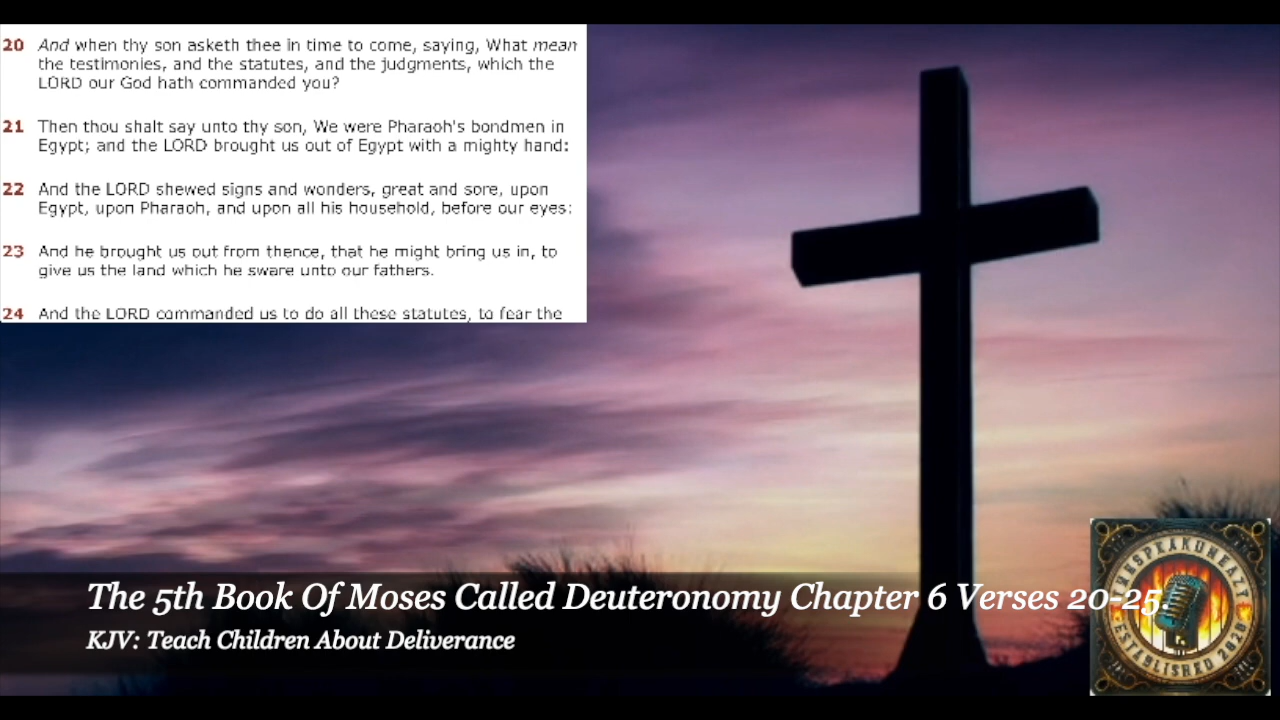 20 And when thy son asketh thee in time to come, saying, What mean
the testimonies, and the statutes, and the judgments, which the
LORD our God hath commanded you?
21 Then thou shalt say unto thy son, We were Pharaoh's bondmen in
Egypt; and the LORD brought us out of Egypt with a mighty hand:
22 And the LORD shewed signs and wonders, great and sore, upon
Egypt, upon Pharaoh, and upon all his household, before our eyes:
23 And he brought us out from thence, that he might bring us in, to
give us the land which he sware unto our fathers.
24 And the LORD commanded us to do all these statutes, to fear the
The 5th Book Of Moses Called Deuteronomy Chapter 6 Verses 20-25.
KJV: Teach Children About Deliverance
ESTABLISHED 2020